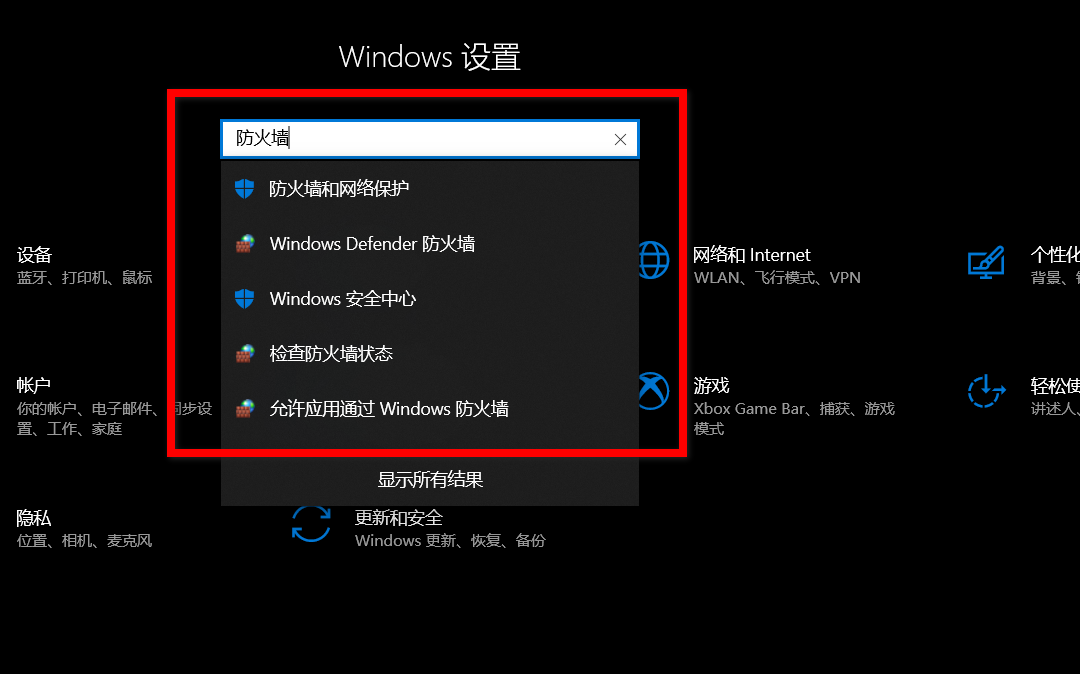 Windows 设置
防火墙
防火墙和网络保护
Windows Defender 防火墙
Windows 安全中心
检查防火墙状态
允许应用通过 Windows 防火墙
显示所有结果
设备
蓝牙、打印机、鼠标
网络和 Internet
WLAN、飞行模式、VPN
个性化
背景、
帐户
你的帐户、电子邮件、同步设
置、工作、家庭
游戏
Xbox Game Bar、捕获、游戏
模式
轻松使
讲述人、
隐私
位置、相机、麦克风
更新和安全
Windows 更新、恢复、备份